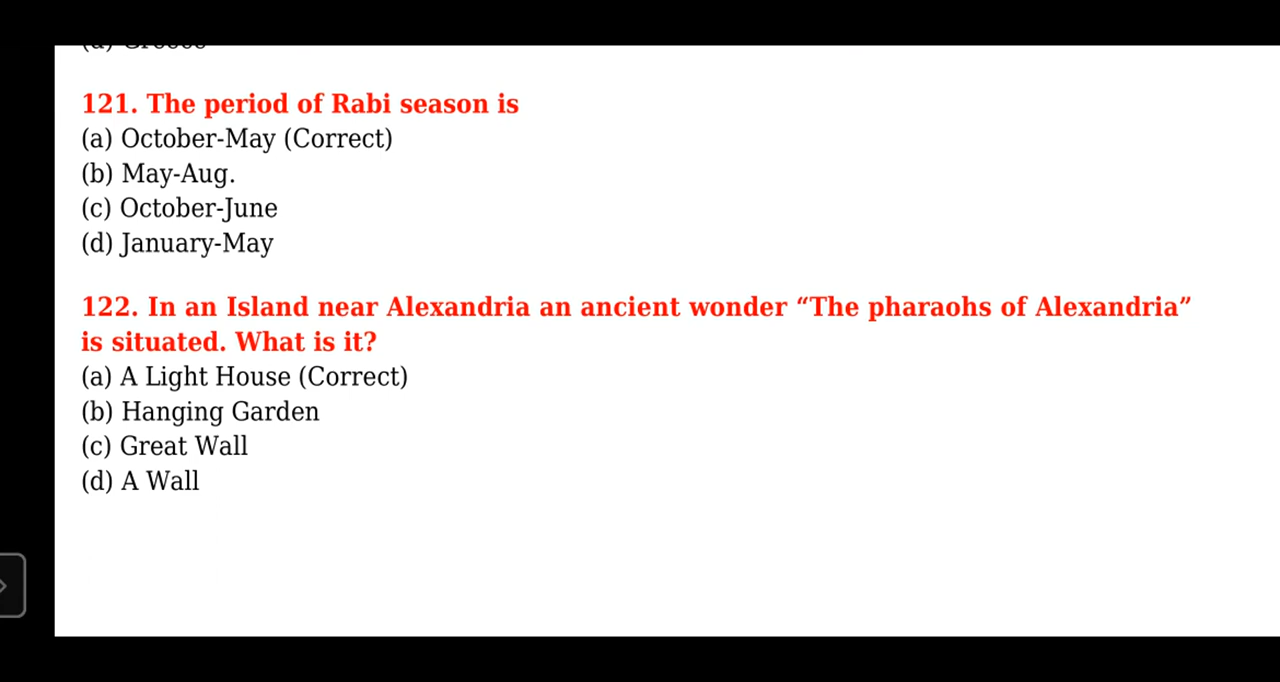 121. The period of Rabi season is
(a) October-May (Correct)
(b) May-Aug.
(c) October-June
(d) January-May
122. In an Island near Alexandria an ancient wonder “The pharaohs of Alexandria”
is situated. What is it?
(a) A Light House (Correct)
(b) Hanging Garden
(c) Great Wall
(d) A Wall